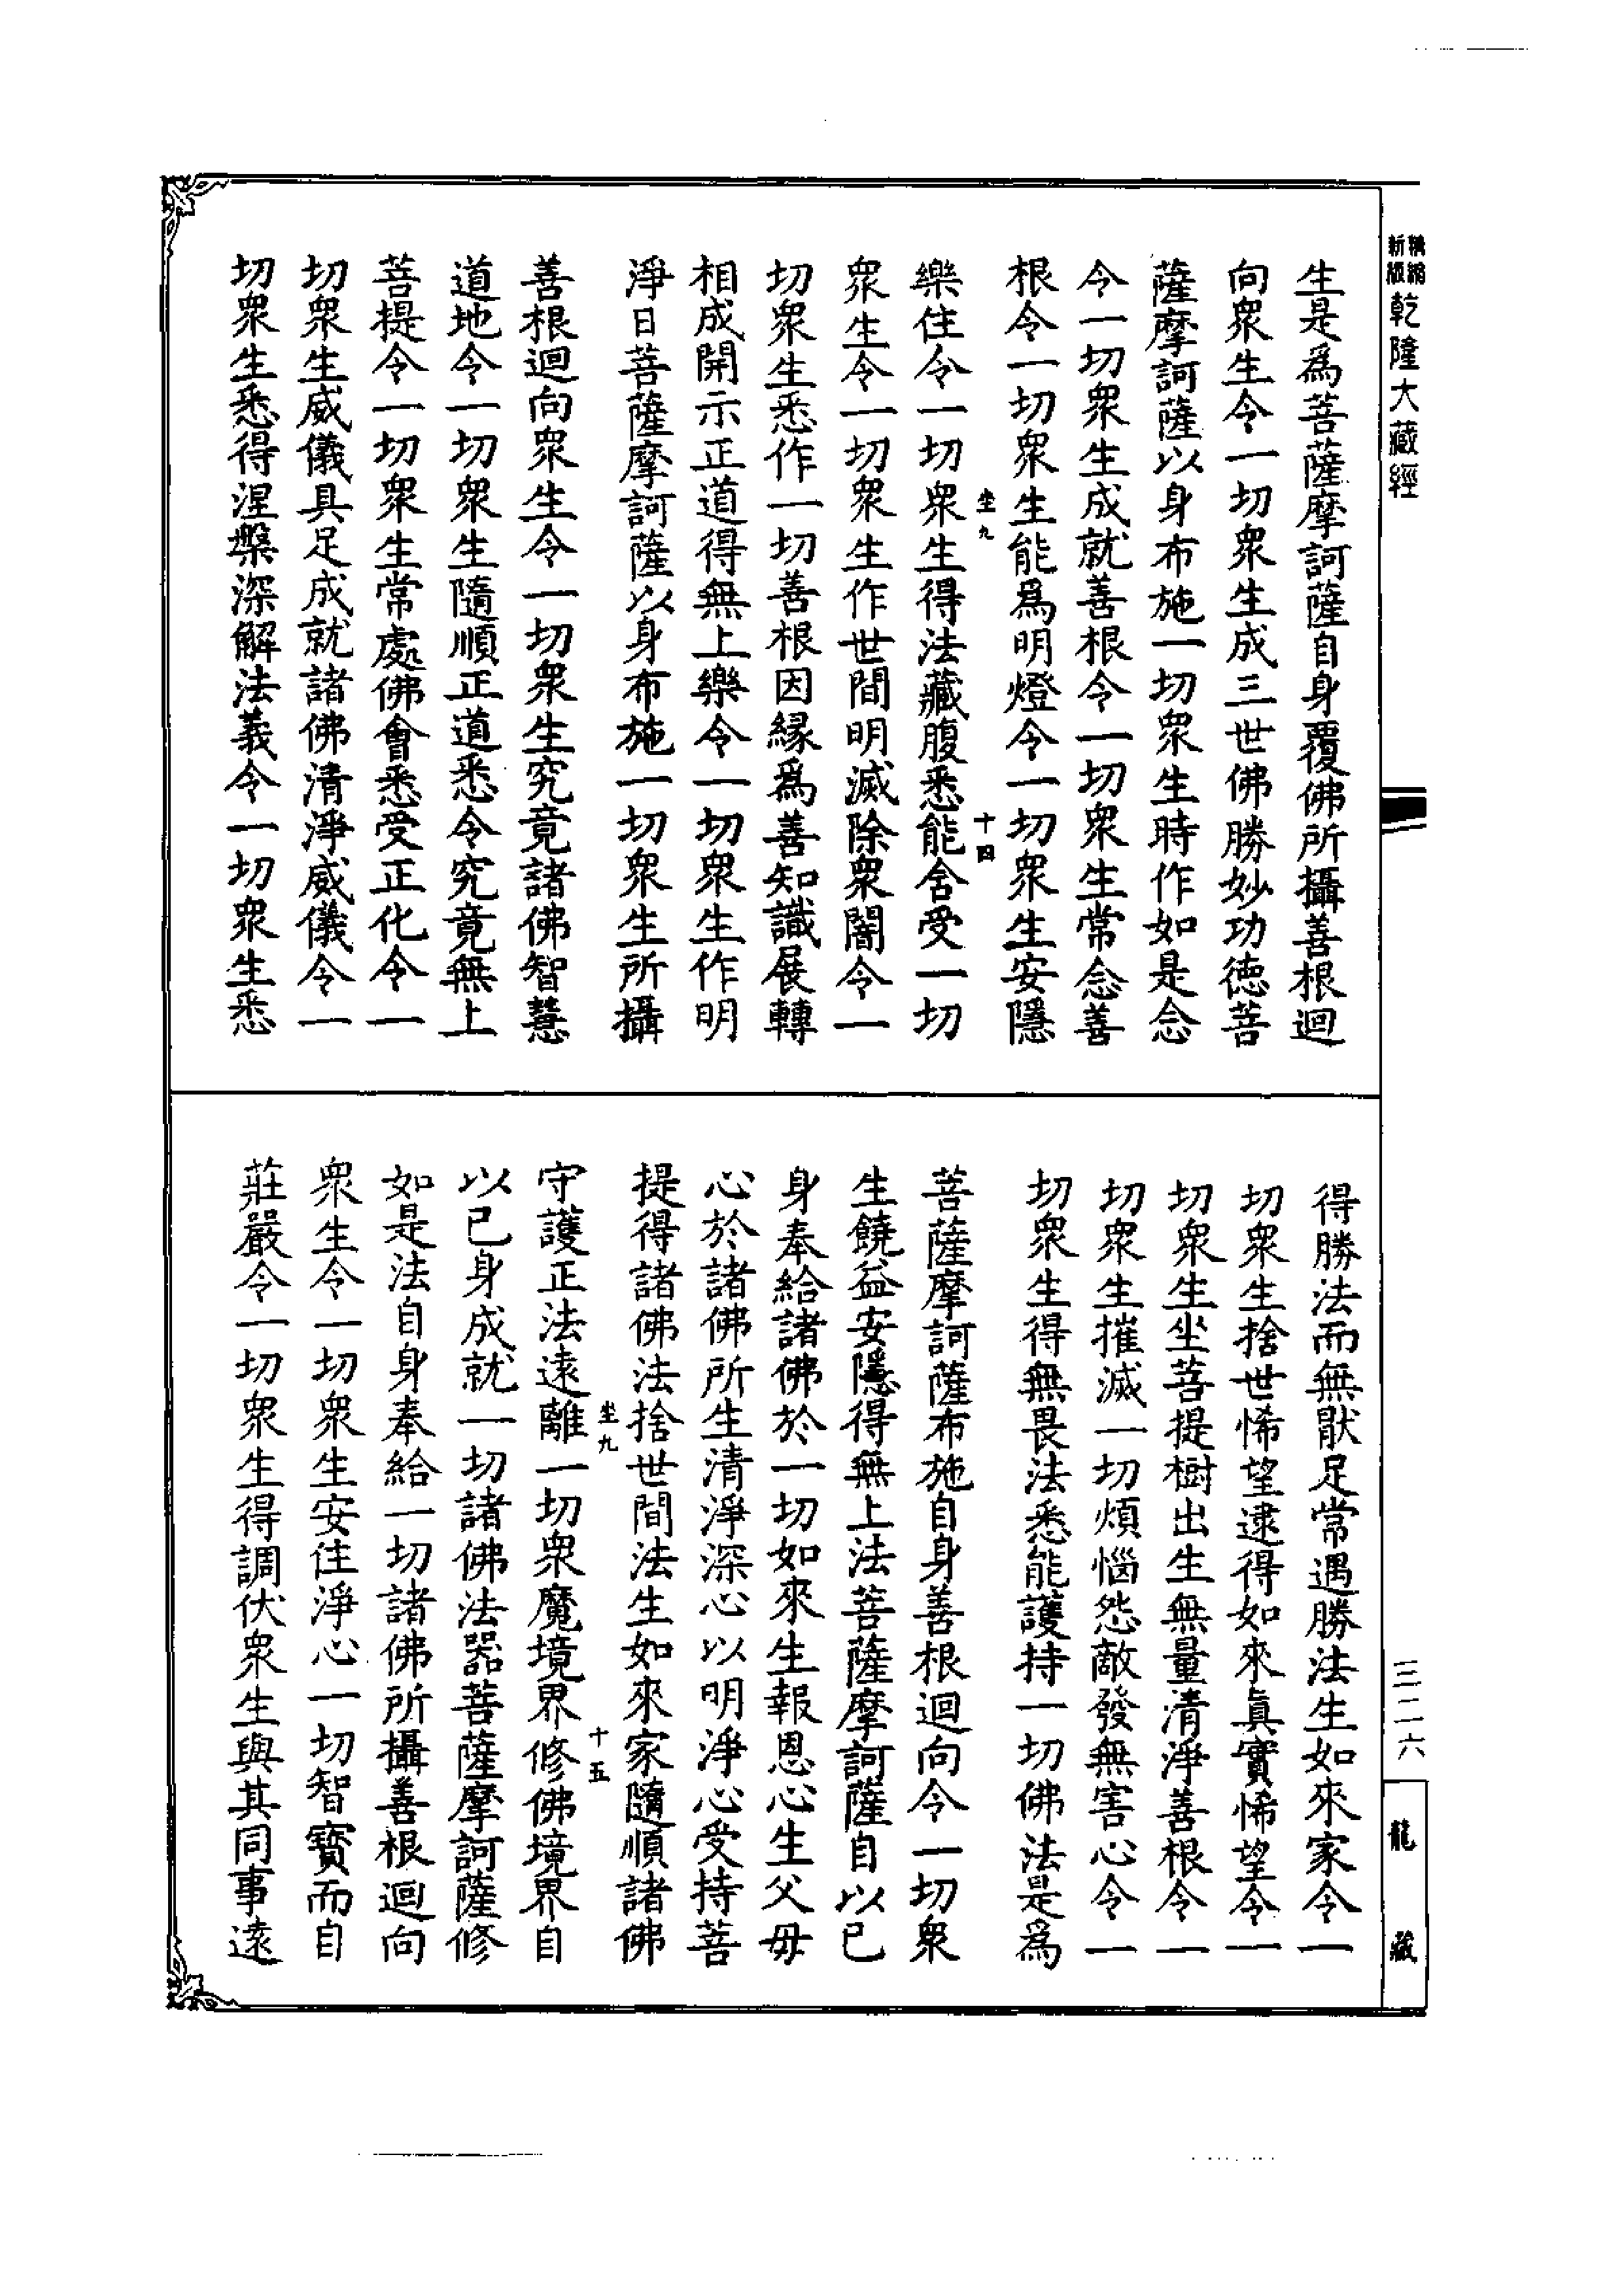 新編
精縮
乾隆大藏經
生是爲菩薩摩訶薩自身覆佛所攝善根迴
向衆生令一切衆生成三世佛勝妙功徳菩
薩摩訶薩以身布施一切衆生時作如是念
令一切衆生成就善根令一切衆生常念善
根令一切衆生能爲明燈令一切衆生安隱
坐九
十四
樂住令一切衆生得法藏腹悉能含受一切
衆生令一切衆生作世間明滅除衆闇令一
切衆生悉作一切善根因縁爲善知識展轉
相成開示正道得無上樂令一切衆生作明
淨日菩薩摩訶薩以身布施一切衆生所攝
善根迴向衆生令一切衆生究竟諸佛智慧
道地令一切衆生隨順正道悉令究竟無上
菩提令一切衆生常處佛會悉受正化令一
切衆生威儀具足成就諸佛清淨威儀令一
切衆生悉得涅槃深解法義令一切衆生悉
得勝法而無猒足常遇勝法生如來家令一
切衆生捨世悕望逮得如來眞實悕望令一
切衆生坐菩提樹出生無量清淨善根令一
切衆生摧滅一切煩惱怨敵發無害心令一
切衆生得無畏法悉能護持一切佛法是爲
菩薩摩訶薩布施自身善根迴向令一切衆
生饒益安隱得無上法菩薩摩訶薩自以已
身奉給諸佛於一切如來生報恩心生父母
心於諸佛所生清淨深心以明淨心受持菩
提得諸佛法捨世間法生如來家隨順諸佛
坐九
十五
守護正法遠離一切衆魔境界修佛境界自
以已身成就一切諸佛法器菩薩摩訶薩修
如是法自身奉給一切諸佛所攝善根迴向
衆生令一切衆生安住淨心一切智寳而自
莊嚴令一切衆生得調伏衆生與其同事遠
三二六
龍藏